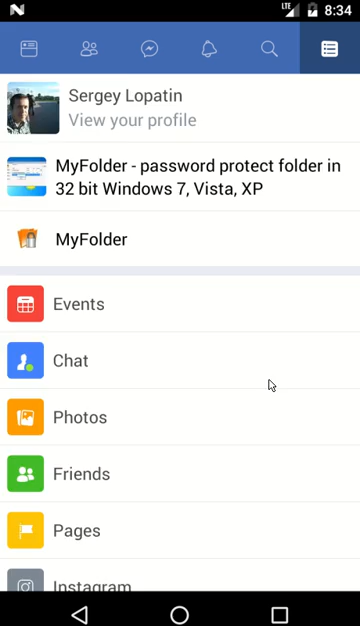 LTE 8:34
Sergey Lopatin
View your profile
MyFolder - password protect folder in
32 bit Windows 7, Vista, XP
MyFolder
Events
Chat
Photos
Friends
Pages
Instagram